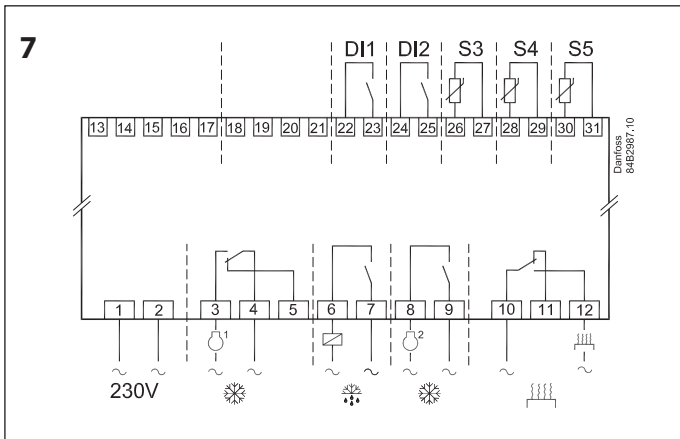 7
DI1 DI2 S3 S4 S5
13 14 15 16 17 18 19 20 21 22 23 24 25 26 27 28 29 30 31
Danfoss
84B2987.10
1 2 3 4 5 6 7 8 9 10 11 12
1 2
230V